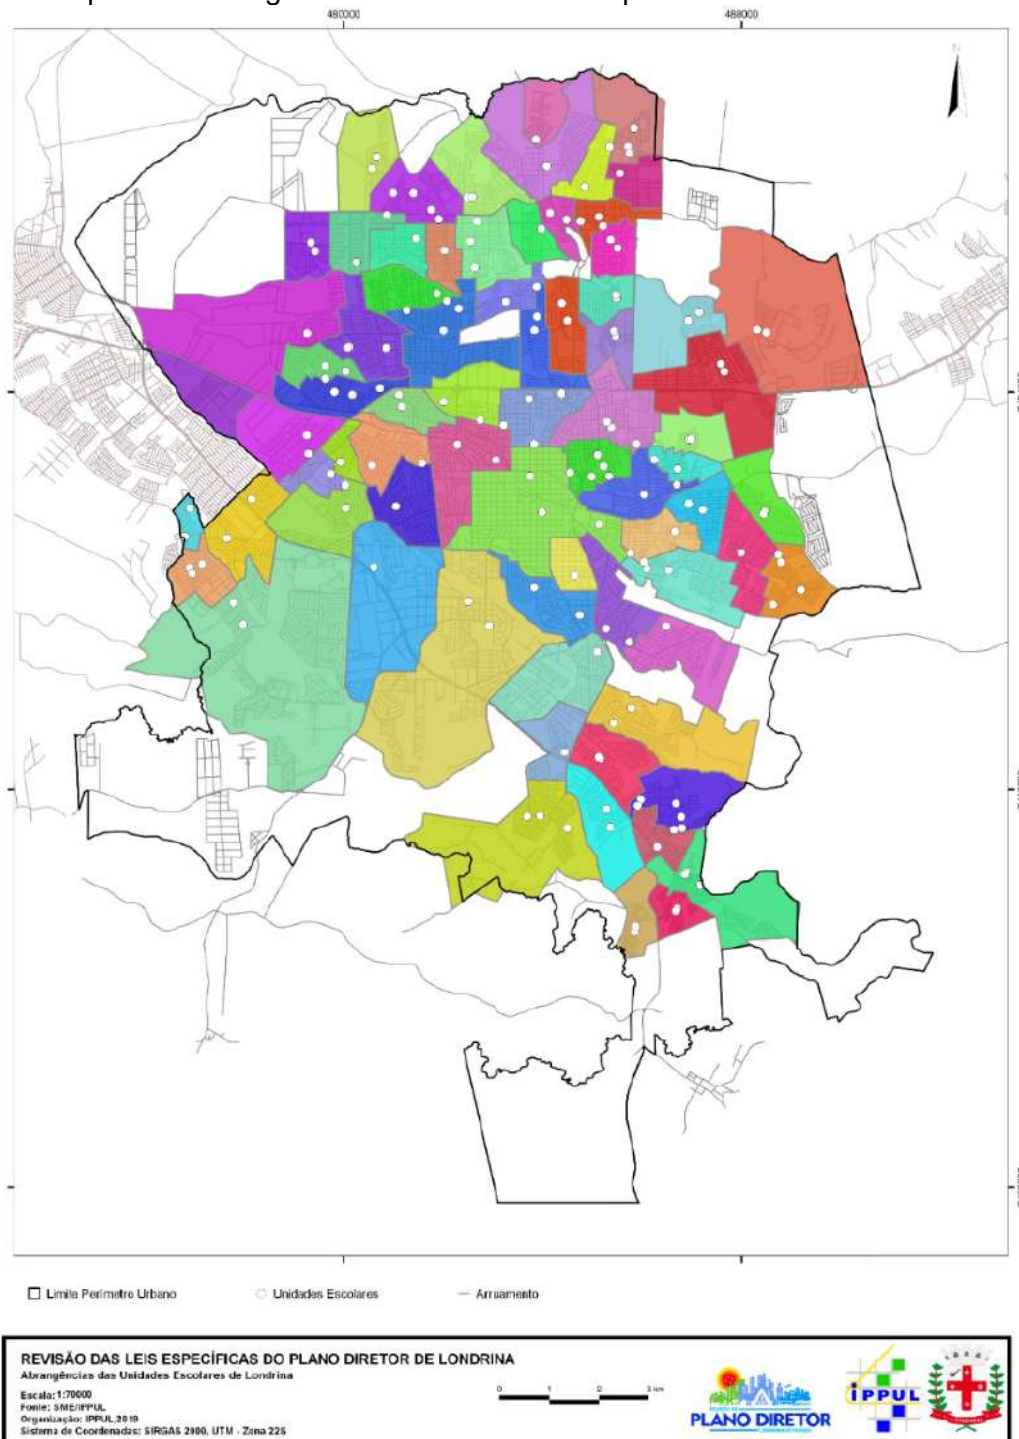 480000
488000
N
Limite Perímetro Urbano
Unidades Escolares
Arruamento
REVISÃO DAS LEIS ESPECÍFICAS DO PLANO DIRETOR DE LONDRINA
Abrangências das Unidades Escolares de Londrina
Escala: 1:70000
Fonte: SME/IPPUL
Organização: IPPUL, 2019
Sistema de Coordenadas: SIRGAS 2000, UTM - Zona 22S
0 1 2 3 km
PLANO DIRETOR
IPPUL